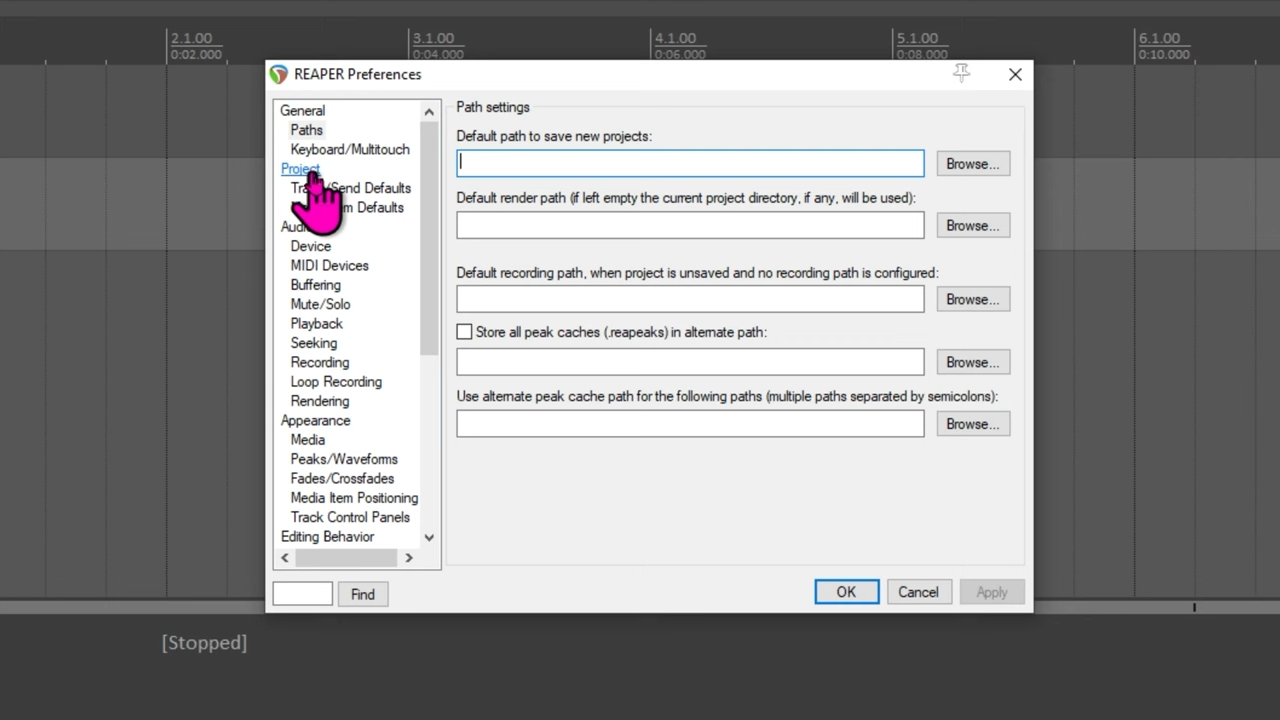 2.1.00
0:02.000
3.1.00
0:04.000
4.1.00
0:06.000
5.1.00
0:08.000
6.1.00
0:10.000
REAPER Preferences
General
Paths
Keyboard/Multitouch
Project
Track/Send Defaults
Defaults
Audio
Device
MIDI Devices
Buffering
Mute/Solo
Playback
Seeking
Recording
Loop Recording
Rendering
Appearance
Media
Peaks/Waveforms
Fades/Crossfades
Media Item Positioning
Track Control Panels
Editing Behavior
Find
Path settings
Default path to save new projects:
Browse...
Default render path (if left empty the current project directory, if any, will be used):
Browse...
Default recording path, when project is unsaved and no recording path is configured:
Browse...
Store all peak caches (.reapeaks) in alternate path:
Browse...
Use alternate peak cache path for the following paths (multiple paths separated by semicolons):
Browse...
OK
Cancel
Apply
[Stopped]